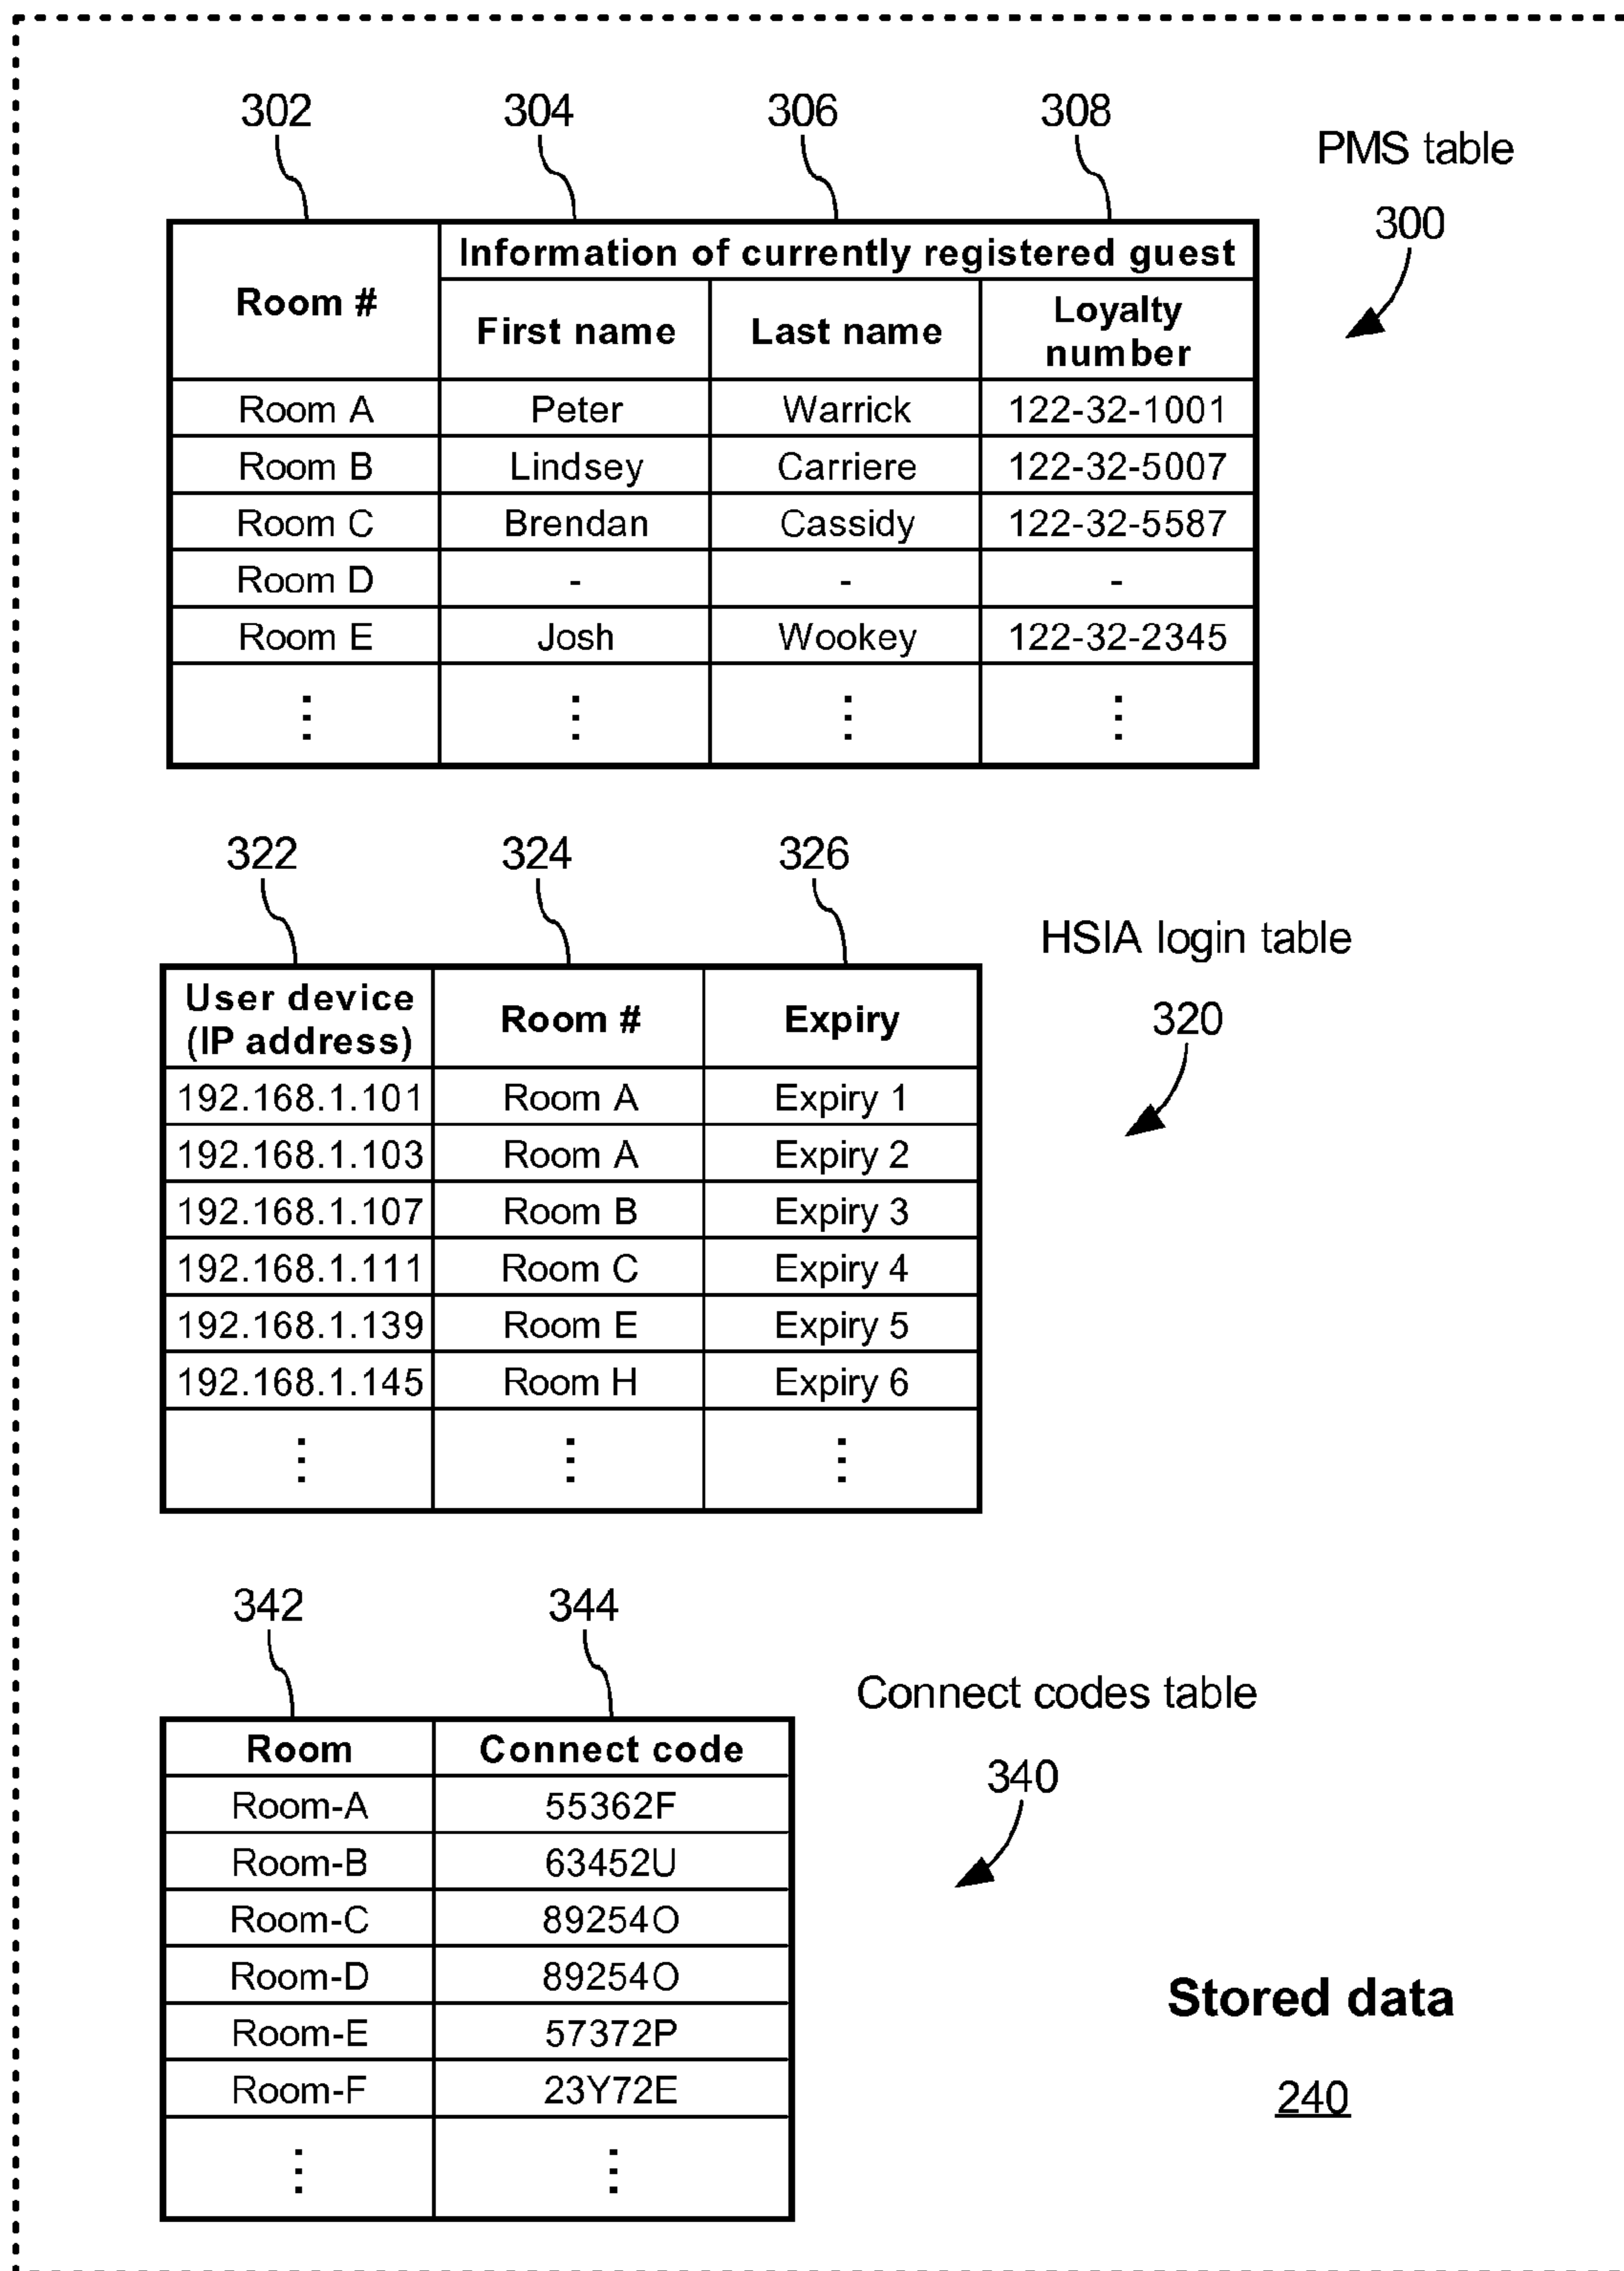 302 304 306 308
PMS table
300
Information of currently registered guest
Room #
First name Last name Loyalty number
Room A Peter Warrick 122-32-1001
Room B Lindsey Carriere 122-32-5007
Room C Brendan Cassidy 122-32-5587
Room D - - -
Room E Josh Wookey 122-32-2345
⋮ ⋮ ⋮ ⋮
322 324 326
HSIA login table
320
User device
(IP address) Room # Expiry
192.168.1.101 Room A Expiry 1
192.168.1.103 Room A Expiry 2
192.168.1.107 Room B Expiry 3
192.168.1.111 Room C Expiry 4
192.168.1.139 Room E Expiry 5
192.168.1.145 Room H Expiry 6
⋮ ⋮ ⋮
342 344
Connect codes table
340
Room Connect code
Room-A 55362F
Room-B 63452U
Room-C 89254O
Room-D 89254O
Room-E 57372P
Room-F 23Y72E
⋮ ⋮
Stored data
240